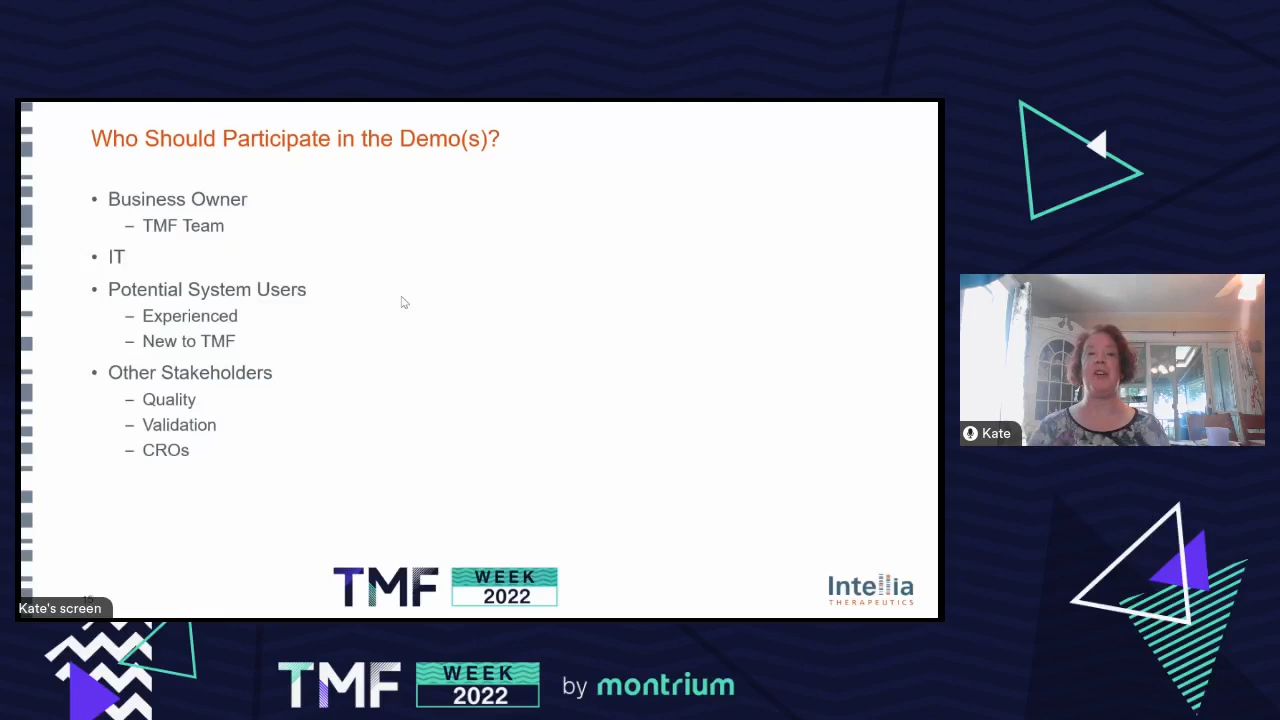 Who Should Participate in the Demo(s)?
• Business Owner
– TMF Team
• IT
• Potential System Users
– Experienced
– New to TMF
• Other Stakeholders
– Quality
– Validation
– CROs
TMF WEEK 2022
Intellia THERAPEUTICS
15
Kate's screen
Kate
TMF WEEK 2022 by montrium